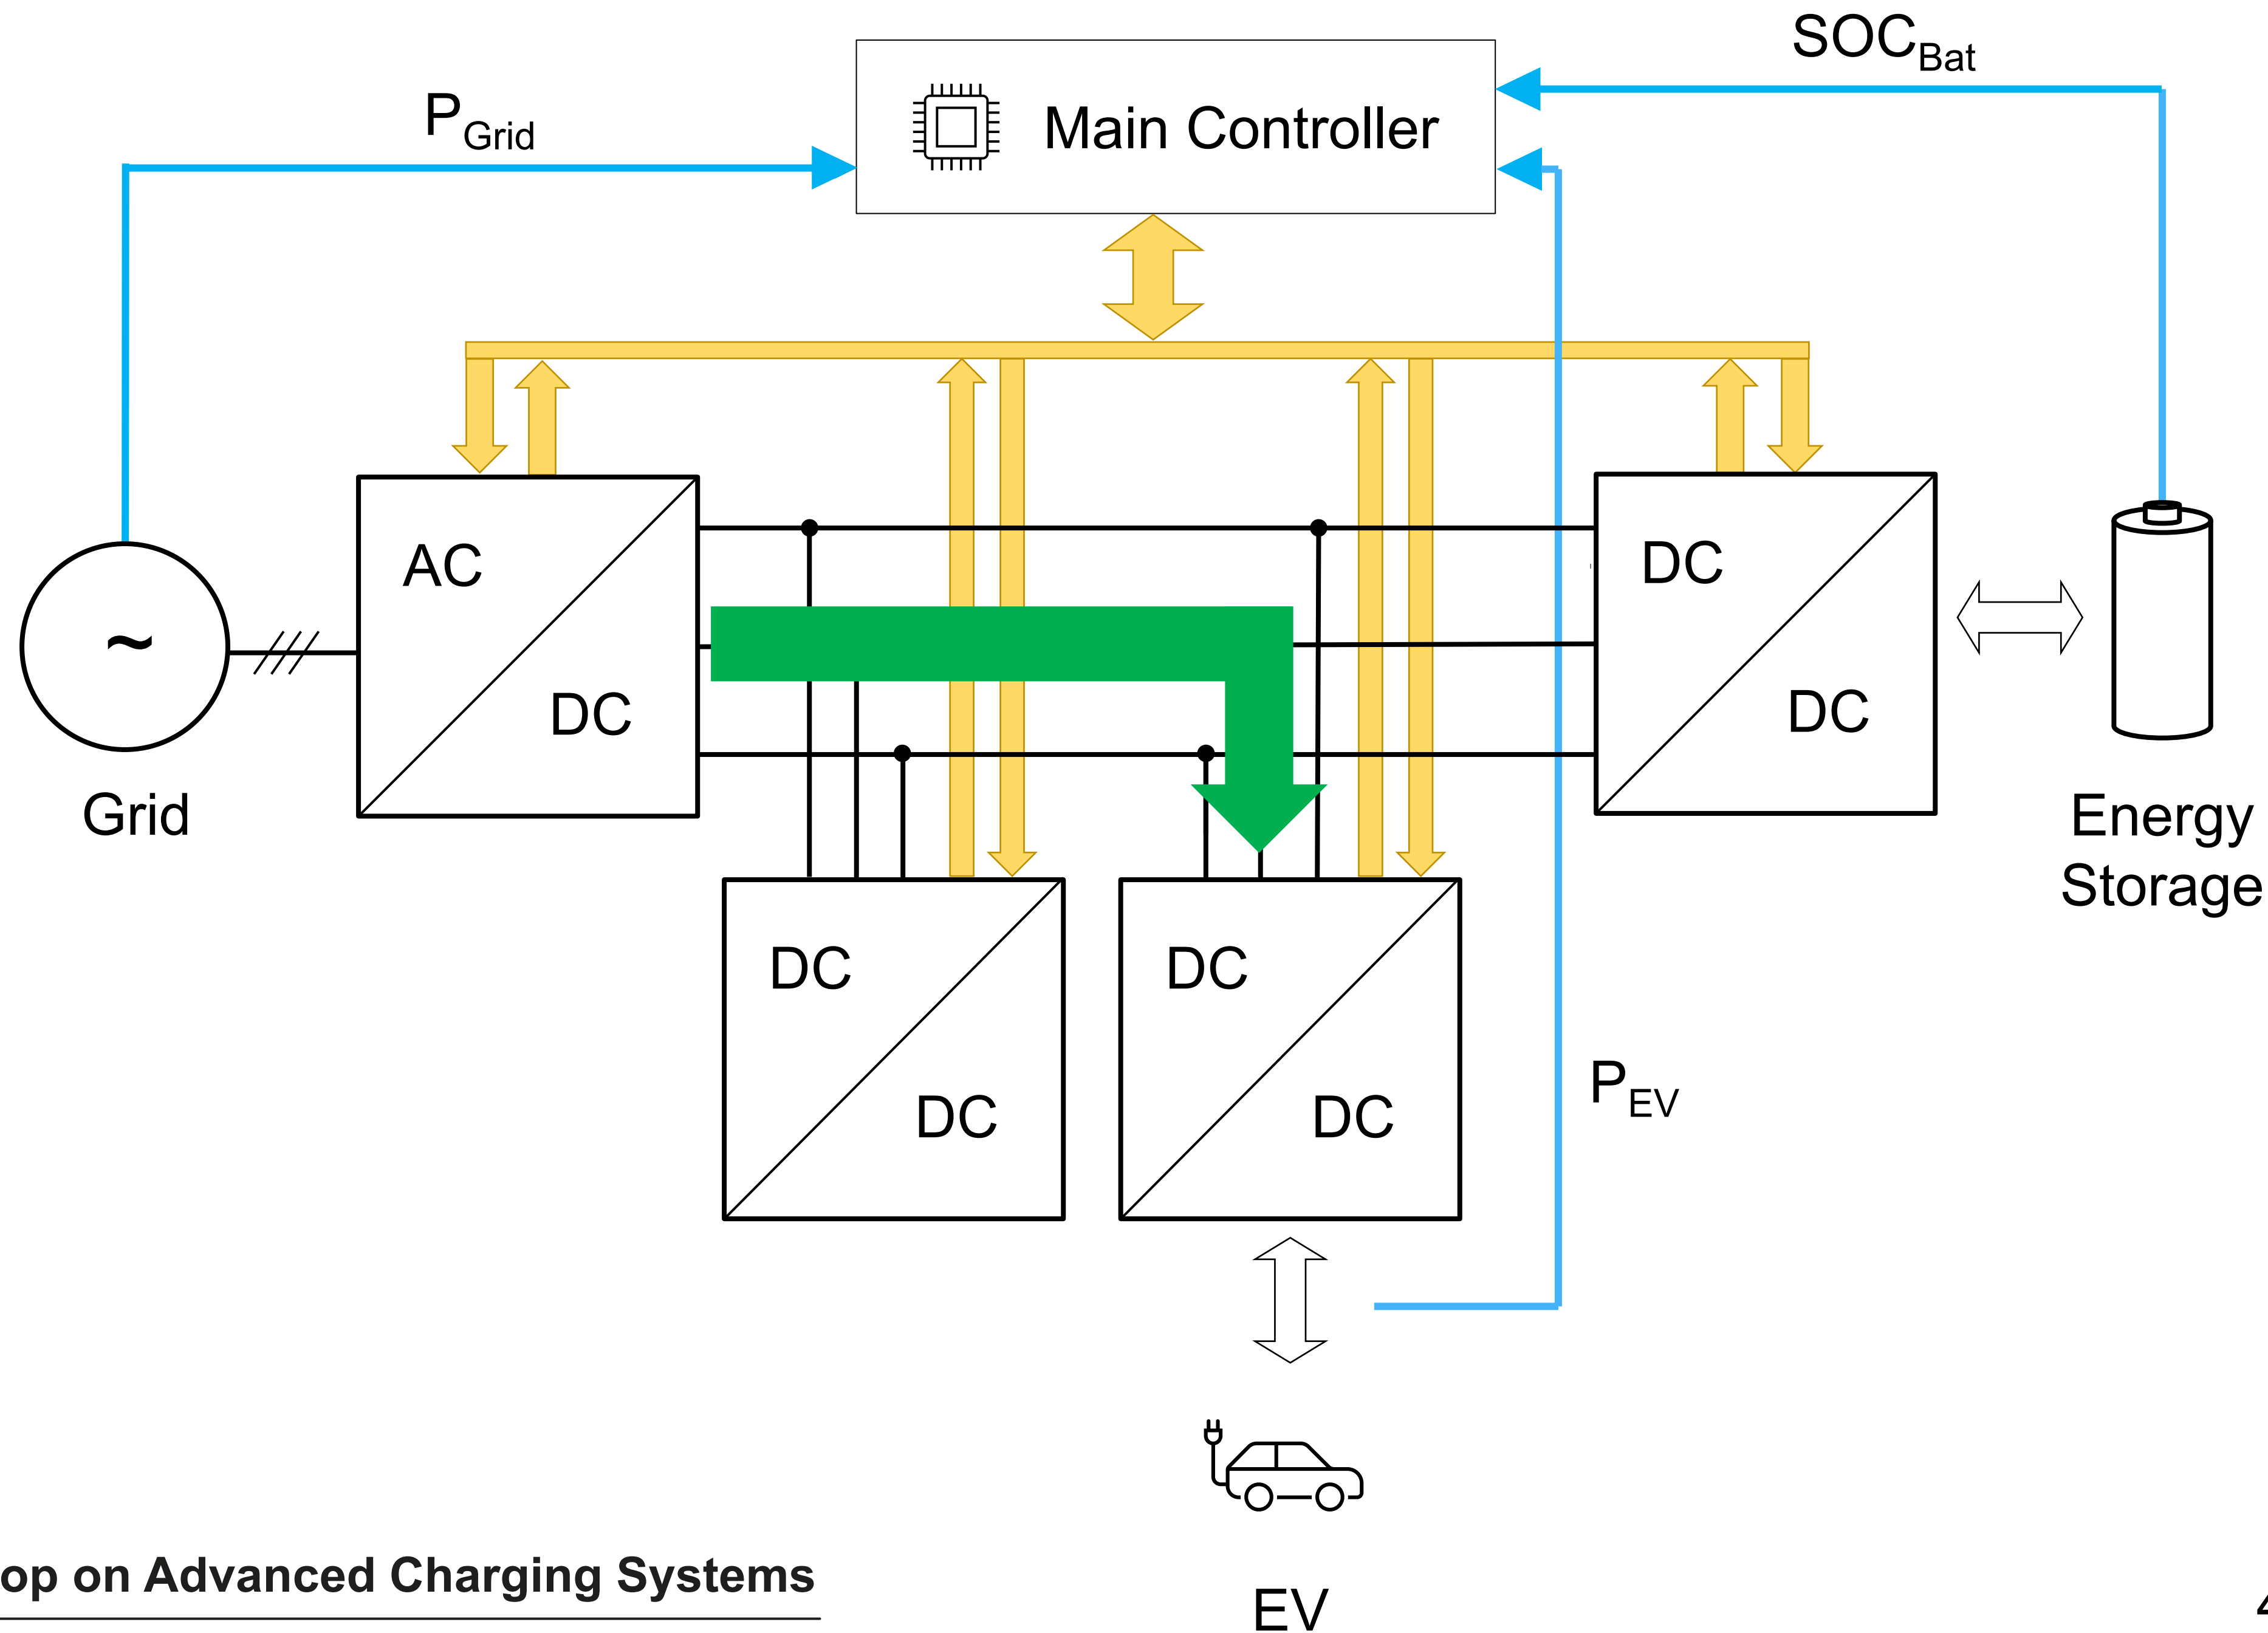 SOCBat
PGrid
Main Controller
AC
DC
DC
DC
~
Grid
Energy
Storage
DC
DC
DC
DC
PEV
op on Advanced Charging Systems
EV